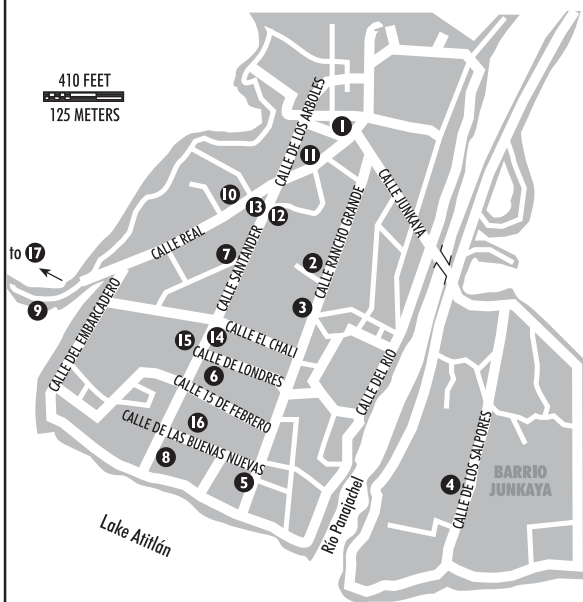 410 FEET
125 METERS
CALLE DE LOS ARBOLES
1
11
CALLE JUNKAYA
10
13
12
CALLE RANCHO GRANDE
to 17
CALLE REAL
7
CALLE SANTANDER
2
9
3
CALLE DEL EMBARCADERO
15
14
CALLE EL CHALI
CALLE DE LONDRES
6
CALLE 15 DE FEBRERO
CALLE DEL RIO
16
CALLE DE LAS BUENAS NUEVAS
8
5
4
CALLE DE LOS SALPORES
BARRIO
JUNKAYA
Lake Atitlán
Río Panajachel